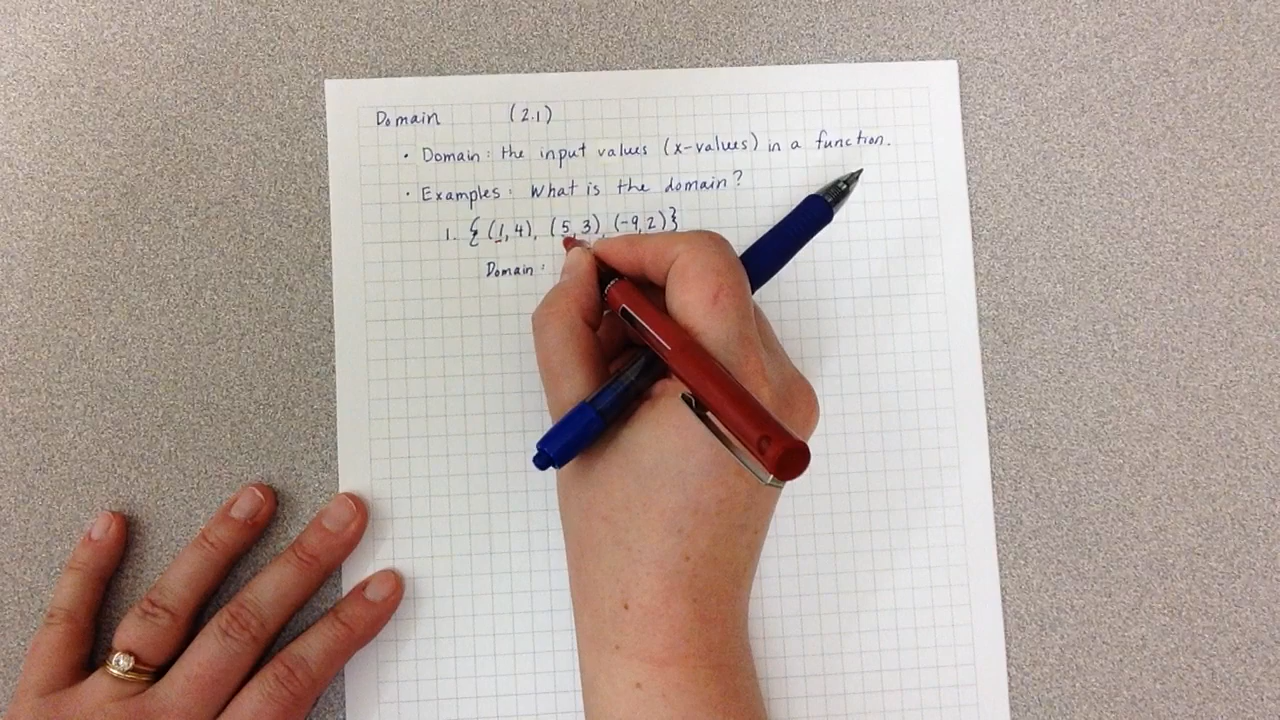 Domain (2.1)
• Domain: the input values (x-values) in a function.
• Examples: What is the domain?
1. {(1,4), (5,3), (-9,2)}
Domain: